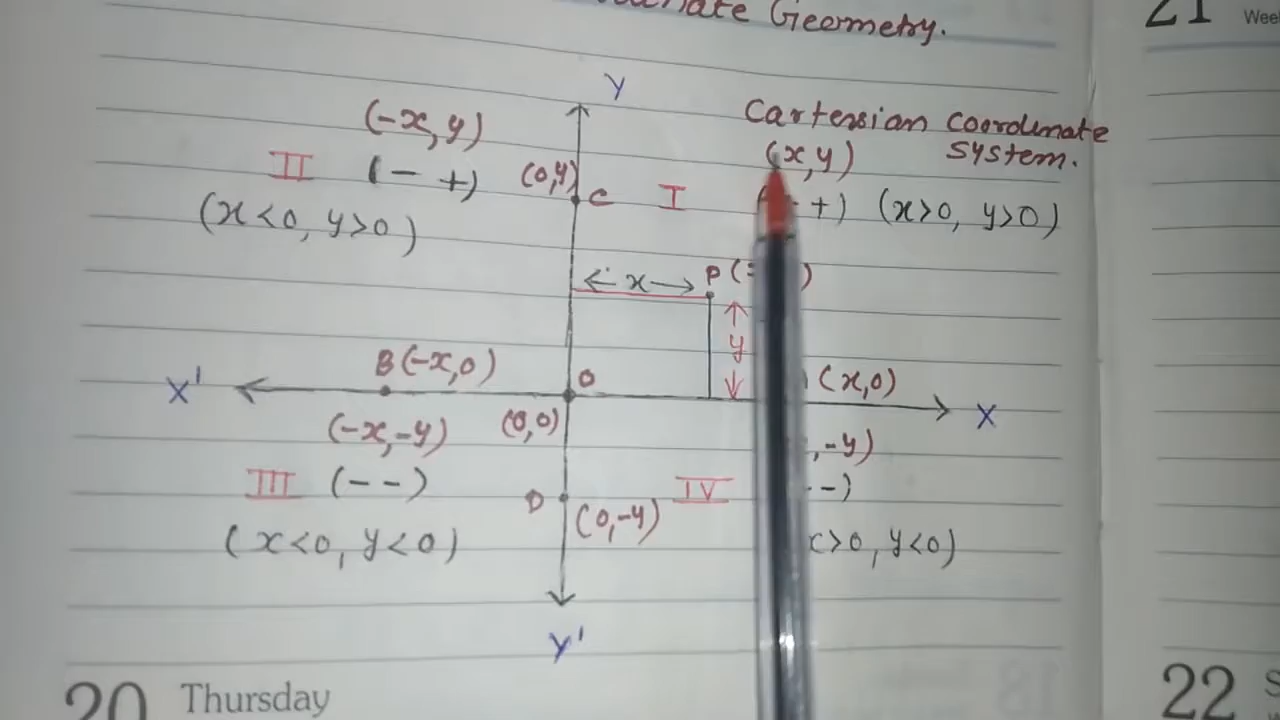 Geometry.
21
Y
Cartersian coordinate
system.
(-x,y)
(x,y)
II (- +) (0,y) C I +) (x>0, y>0)
(x<0, y>0)
← x → P(
y
B(-x,0) O (x,0)
X' X
(-x,-y) (0,0) ,-y)
III (- -) IV -)
D (0,-y)
(x<0, y<0) x>0, y<0)
Y'
20 Thursday
22